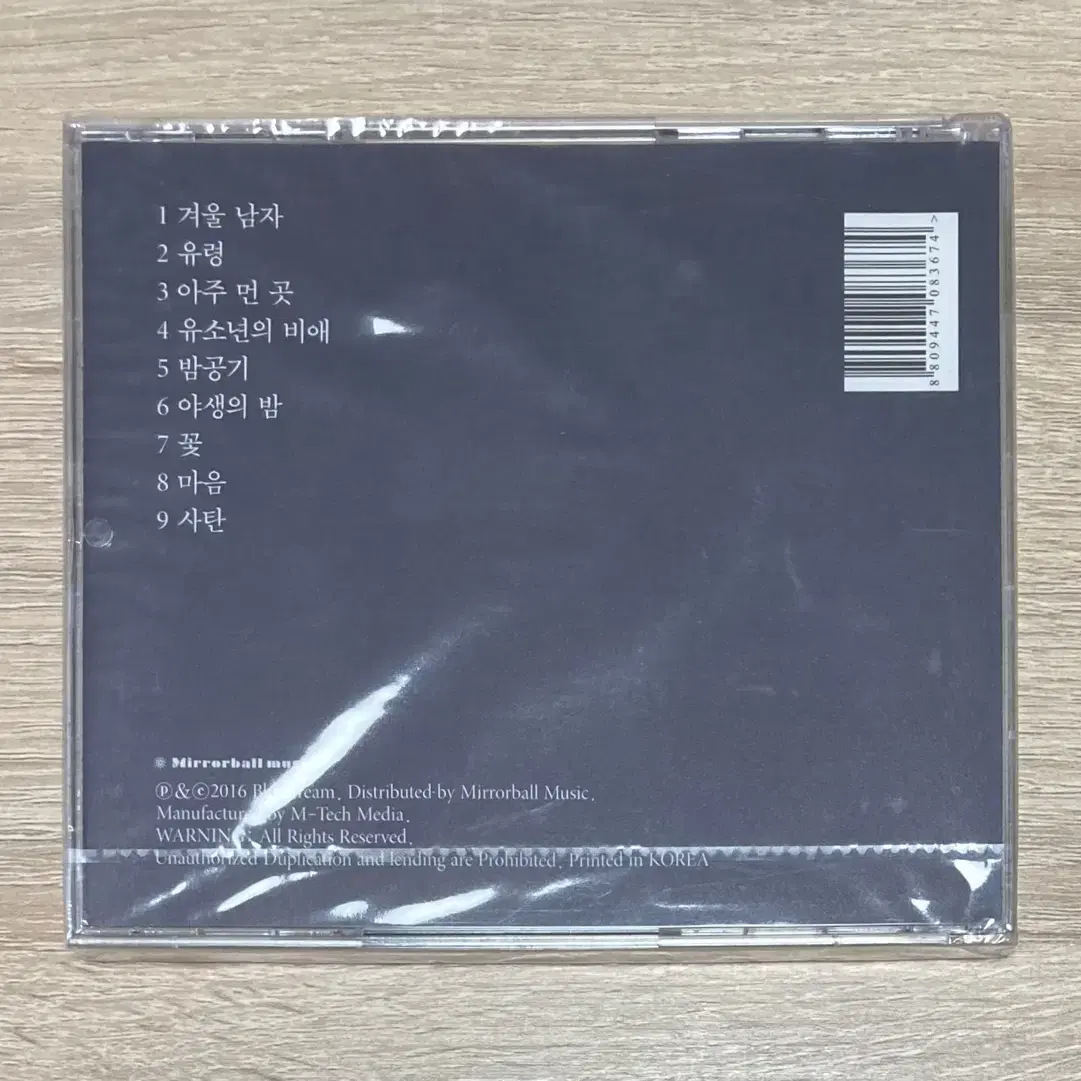 1 겨울 남자
2 유령
3 아주 먼 곳
4 유소년의 비애
5 밤공기
6 야생의 밤
7 꽃
8 마음
9 사탄
8 809447 083674 >
Mirrorball
℗&©2016 Distributed by Mirrorball Music.
Manufactured by M-Tech Media.
WARNING: All Rights Reserved.
Unauthorized Duplication and lending are Prohibited. Printed in KOREA